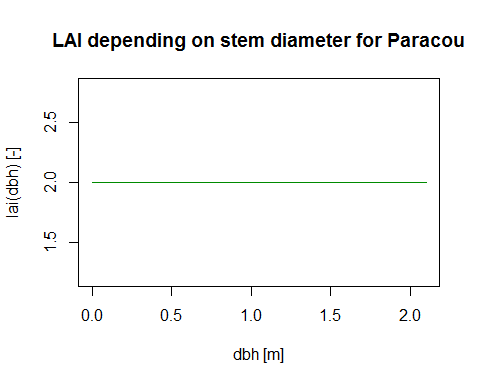 LAI depending on stem diameter for Paracou
lai(dbh) [-]
2.5
2.0
1.5
0.0 0.5 1.0 1.5 2.0
dbh [m]